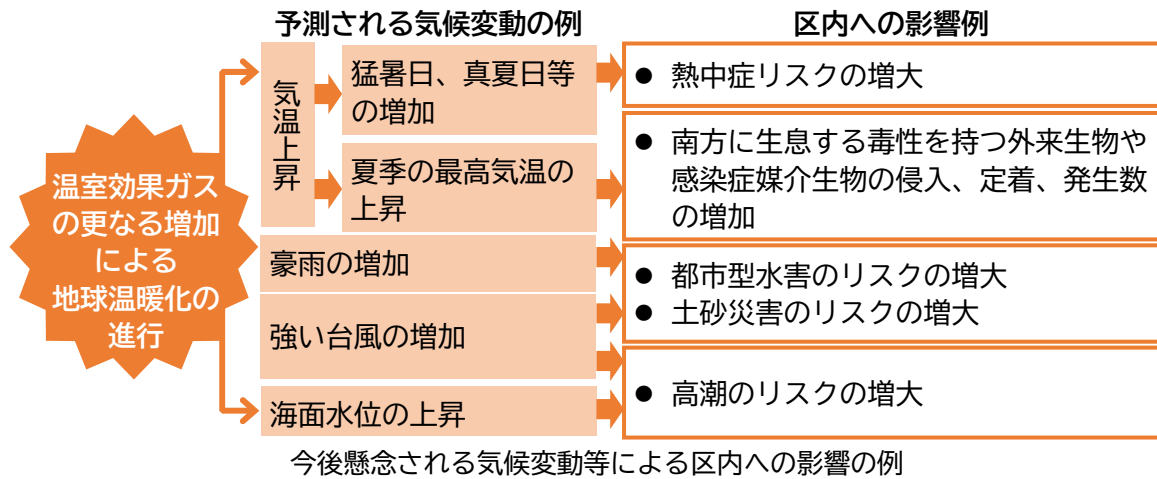 予測される気候変動の例
区内への影響例
温室効果ガス
の更なる増加
による
地球温暖化の
進行
気温上昇
猛暑日、真夏日等
の増加
● 熱中症リスクの増大
夏季の最高気温の
上昇
● 南方に生息する毒性を持つ外来生物や
感染症媒介生物の侵入、定着、発生数
の増加
豪雨の増加
強い台風の増加
● 都市型水害のリスクの増大
● 土砂災害のリスクの増大
海面水位の上昇
● 高潮のリスクの増大
今後懸念される気候変動等による区内への影響の例